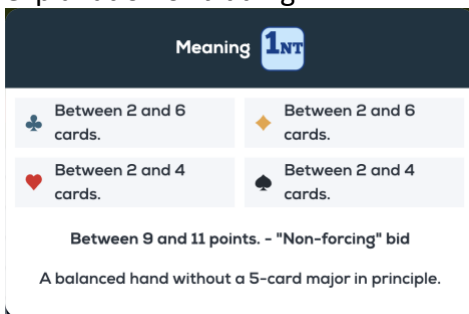 Meaning 1NT
Between 2 and 6
cards.
Between 2 and 6
cards.
Between 2 and 4
cards.
Between 2 and 4
cards.
Between 9 and 11 points. - "Non-forcing" bid
A balanced hand without a 5-card major in principle.